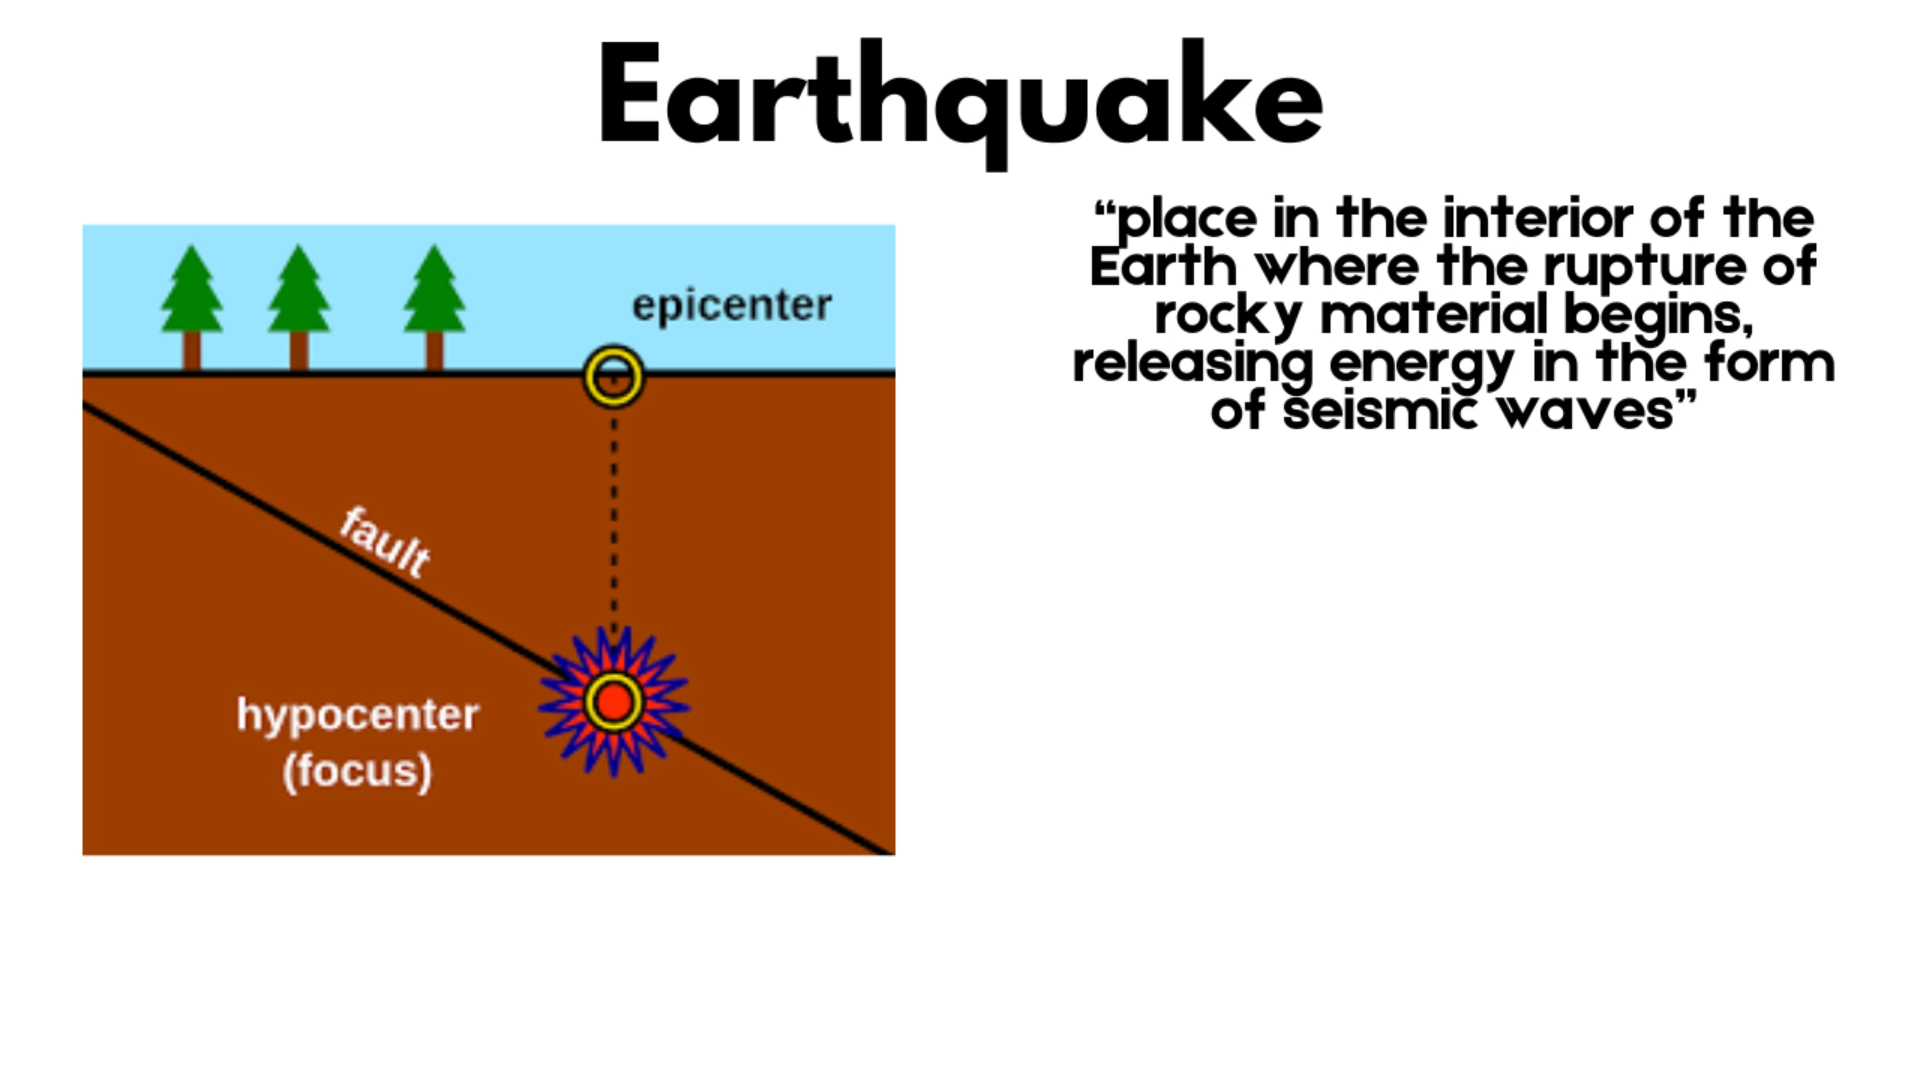 Earthquake
epicenter
fault
hypocenter
(focus)
“place in the interior of the
Earth where the rupture of
rocky material begins,
releasing energy in the form
of seismic waves”